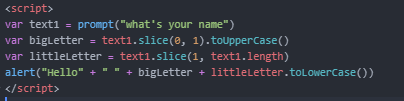 <script>
var text1 = prompt("what's your name")
var bigLetter = text1.slice(0, 1).toUpperCase()
var littleLetter = text1.slice(1, text1.length)
alert("Hello" + " " + bigLetter + littleLetter.toLowerCase())
</script>